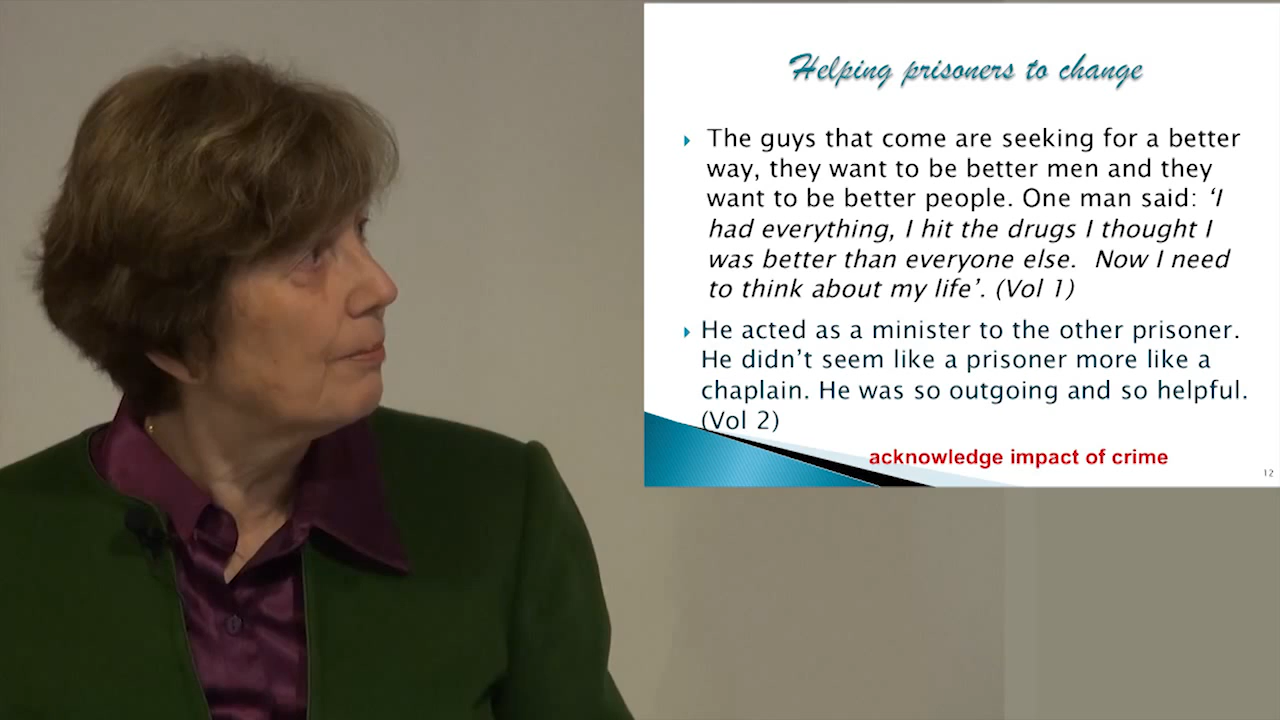 Helping prisoners to change
The guys that come are seeking for a better
way, they want to be better men and they
want to be better people. One man said: ‘I
had everything, I hit the drugs I thought I
was better than everyone else.  Now I need
to think about my life’. (Vol 1)
He acted as a minister to the other prisoner.
He didn’t seem like a prisoner more like a
chaplain. He was so outgoing and so helpful.
(Vol 2)
acknowledge impact of crime
12